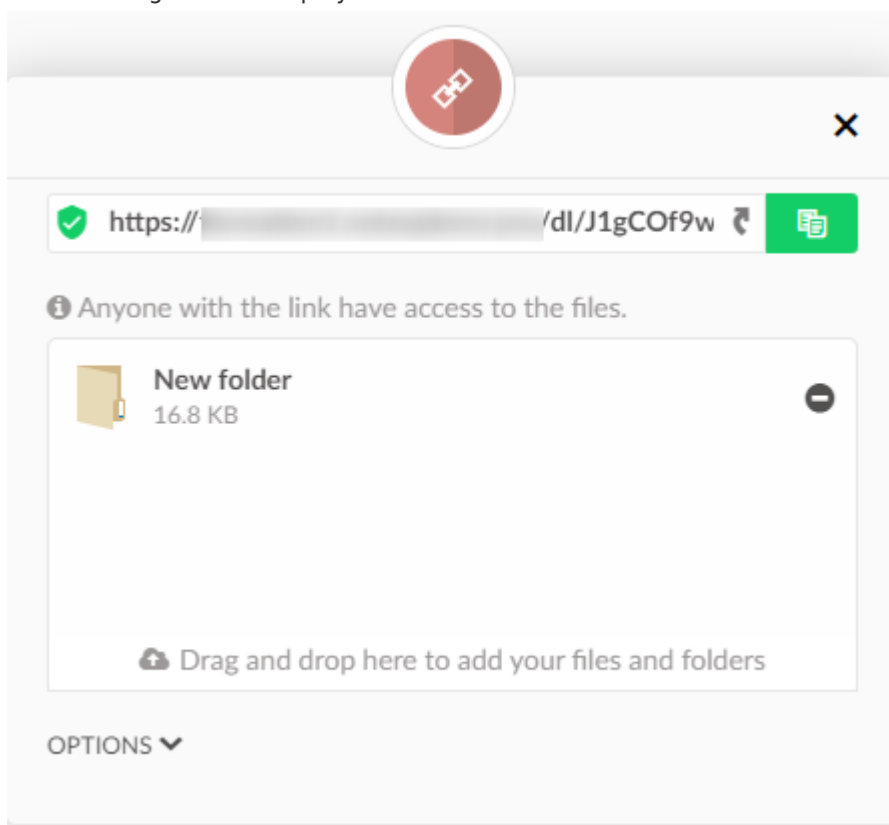 https:// /dl/J1gCOf9w
Anyone with the link have access to the files.
New folder
16.8 KB
Drag and drop here to add your files and folders
OPTIONS